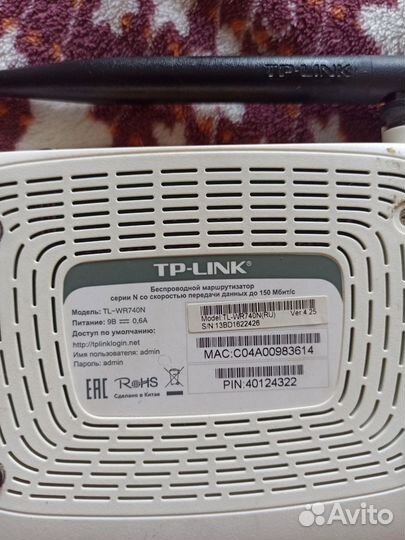 TP-LINK
TP-LINK®
Беспроводной маршрутизатор
серии N со скоростью передачи данных до 150 Мбит/с
Модель: TL-WR740N
Питание: 9В 0,6А
Доступ по умолчанию:
http://tplinklogin.net
Имя пользователя: admin
Пароль: admin
Model:TL-WR740N(RU) Ver:4.25
S/N:13BD1622426
MAC:C04A00983614
PIN:40124322
EAC RoHS
Сделано в Китае
Avito